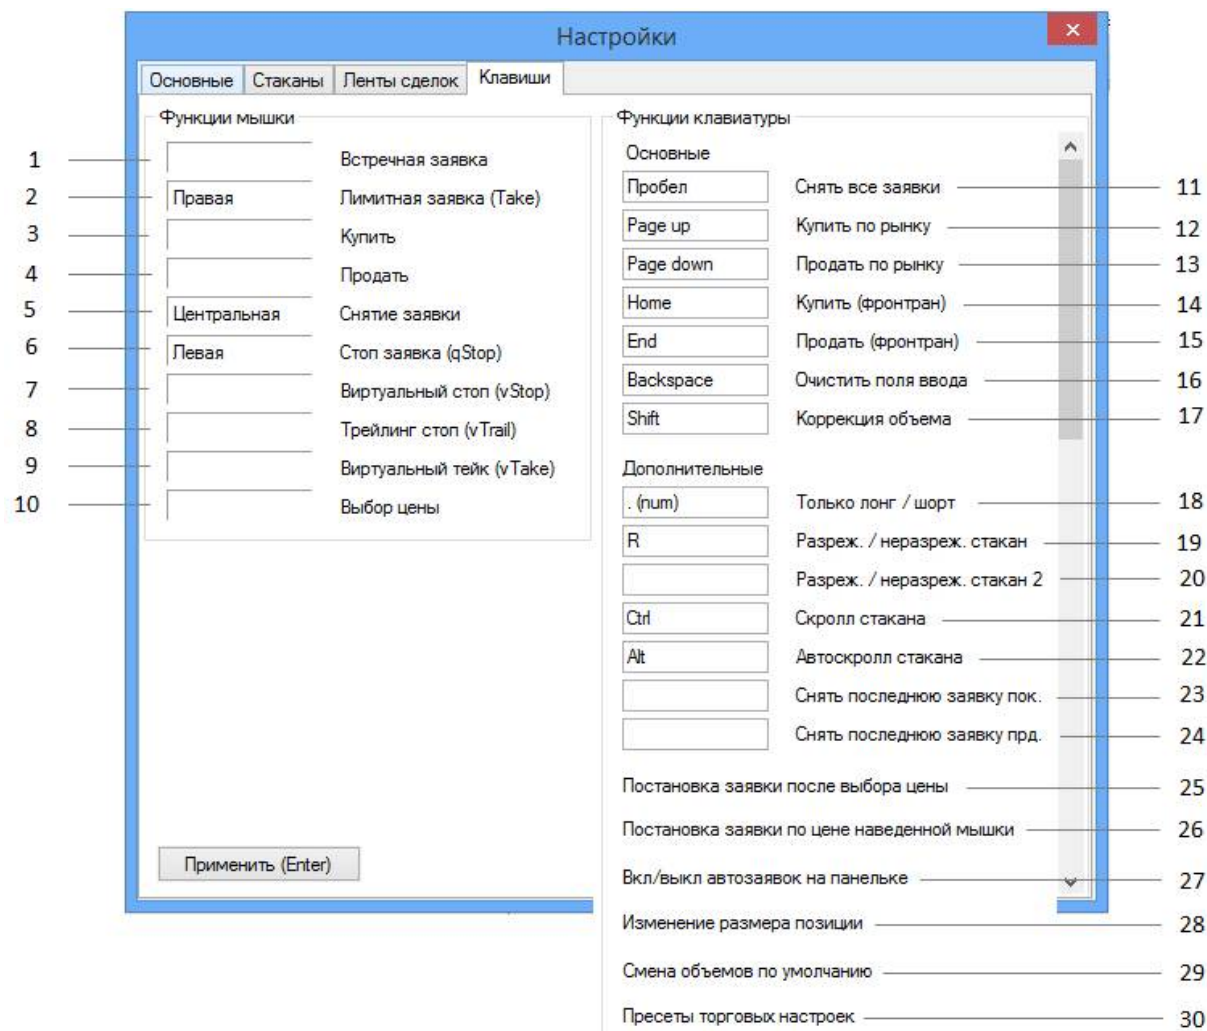 Настройки
Основные Стаканы Ленты сделок Клавиши
Функции мышки
1 Встречная заявка
2 Правая Лимитная заявка (Take)
3 Купить
4 Продать
5 Центральная Снятие заявки
6 Левая Стоп заявка (qStop)
7 Виртуальный стоп (vStop)
8 Трейлинг стоп (vTrail)
9 Виртуальный тейк (vTake)
10 Выбор цены
Применить (Enter)
Функции клавиатуры
Основные
Пробел Снять все заявки 11
Page up Купить по рынку 12
Page down Продать по рынку 13
Home Купить (фронтран) 14
End Продать (фронтран) 15
Backspace Очистить поля ввода 16
Shift Коррекция объема 17
Дополнительные
. (num) Только лонг / шорт 18
R Разреж. / неразреж. стакан 19
Разреж. / неразреж. стакан 2 20
Ctrl Скролл стакана 21
Alt Автоскролл стакана 22
Снять последнюю заявку пок. 23
Снять последнюю заявку прд. 24
Постановка заявки после выбора цены 25
Постановка заявки по цене наведенной мышки 26
Вкл/выкл автозаявок на панельке 27
Изменение размера позиции 28
Смена объемов по умолчанию 29
Пресеты торговых настроек 30